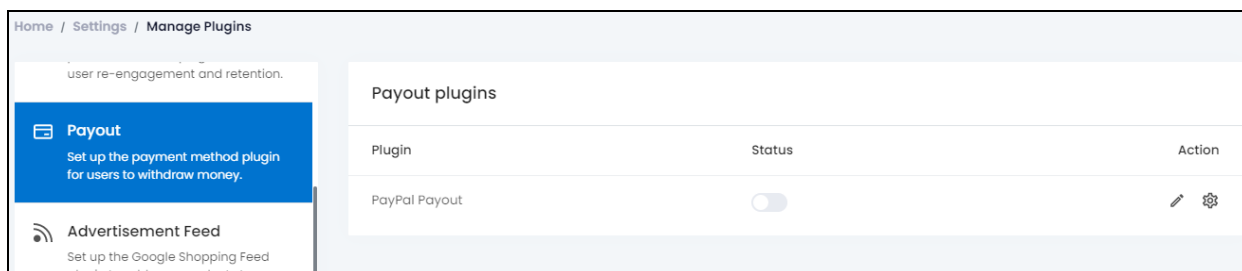 Home / Settings / Manage Plugins
user re-engagement and retention.
Payout
Set up the payment method plugin
for users to withdraw money.
Advertisement Feed
Set up the Google Shopping Feed
Payout plugins
Plugin Status Action
PayPal Payout